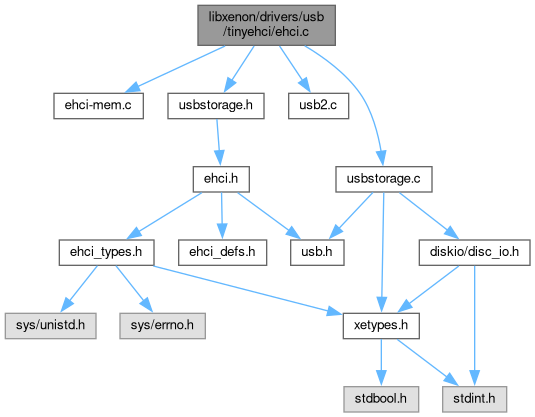 libxenon/drivers/usb
/tinyehci/ehci.c
ehci-mem.c
usbstorage.h
usb2.c
ehci.h
usbstorage.c
ehci_types.h
ehci_defs.h
usb.h
diskio/disc_io.h
sys/unistd.h
sys/errno.h
xetypes.h
stdbool.h
stdint.h